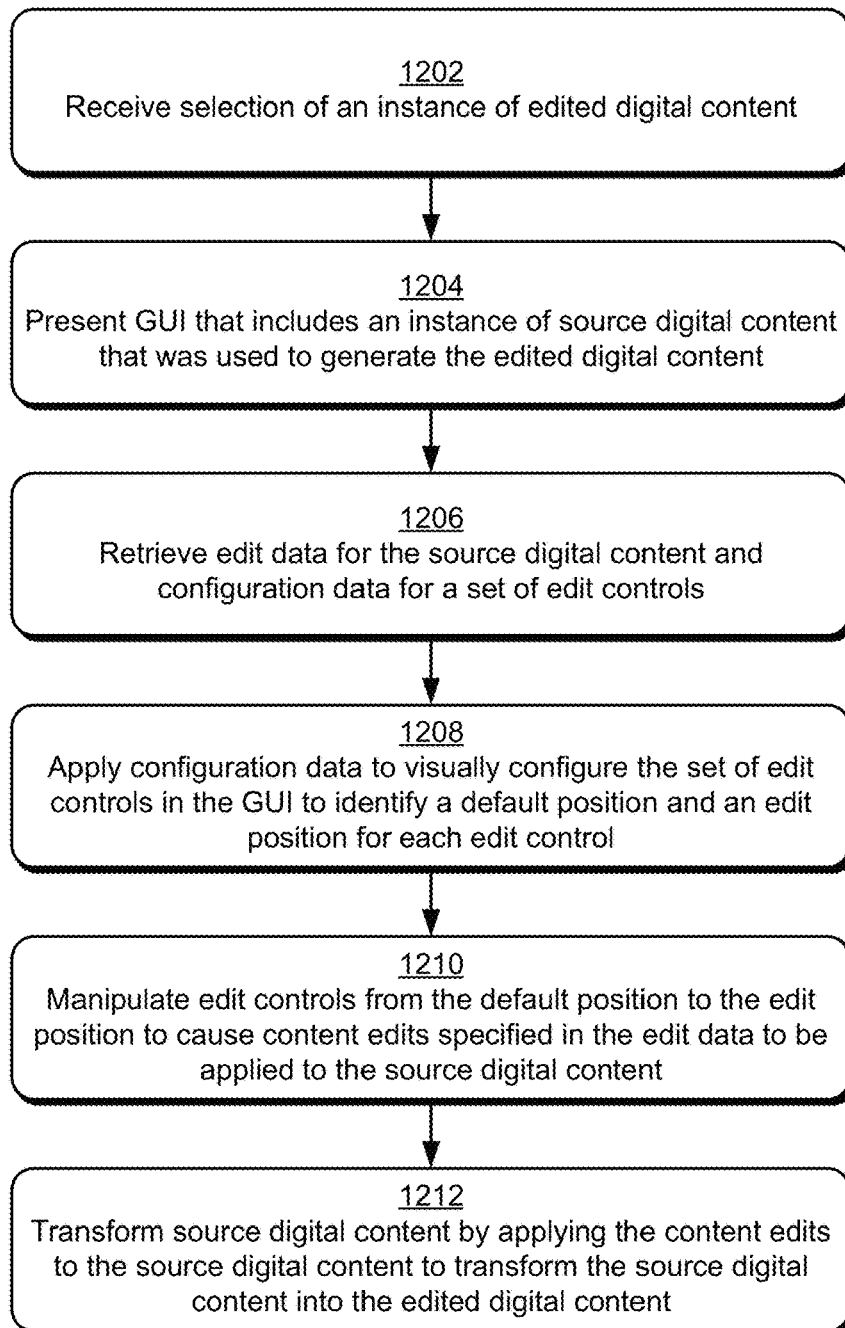 1202
Receive selection of an instance of edited digital content
1204
Present GUI that includes an instance of source digital content
that was used to generate the edited digital content
1206
Retrieve edit data for the source digital content and
configuration data for a set of edit controls
1208
Apply configuration data to visually configure the set of edit
controls in the GUI to identify a default position and an edit
position for each edit control
1210
Manipulate edit controls from the default position to the edit
position to cause content edits specified in the edit data to be
applied to the source digital content
1212
Transform source digital content by applying the content edits
to the source digital content to transform the source digital
content into the edited digital content